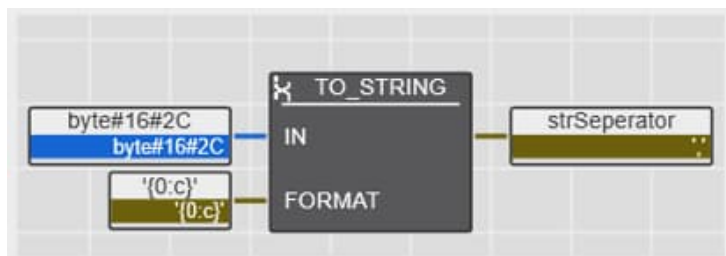 TO_STRING
byte#16#2C
byte#16#2C
IN
strSeperator
','
'{0:c}'
'{0:c}'
FORMAT